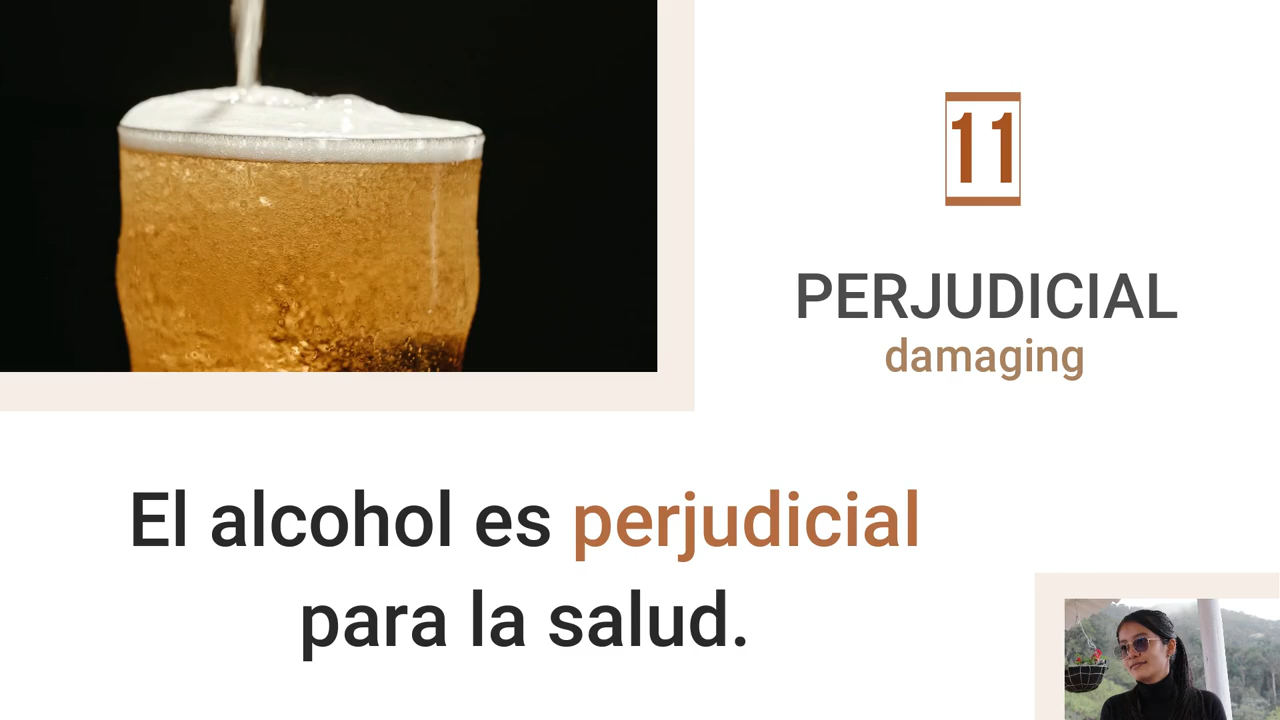 11
PERJUDICIAL
damaging
El alcohol es perjudicial
para la salud.